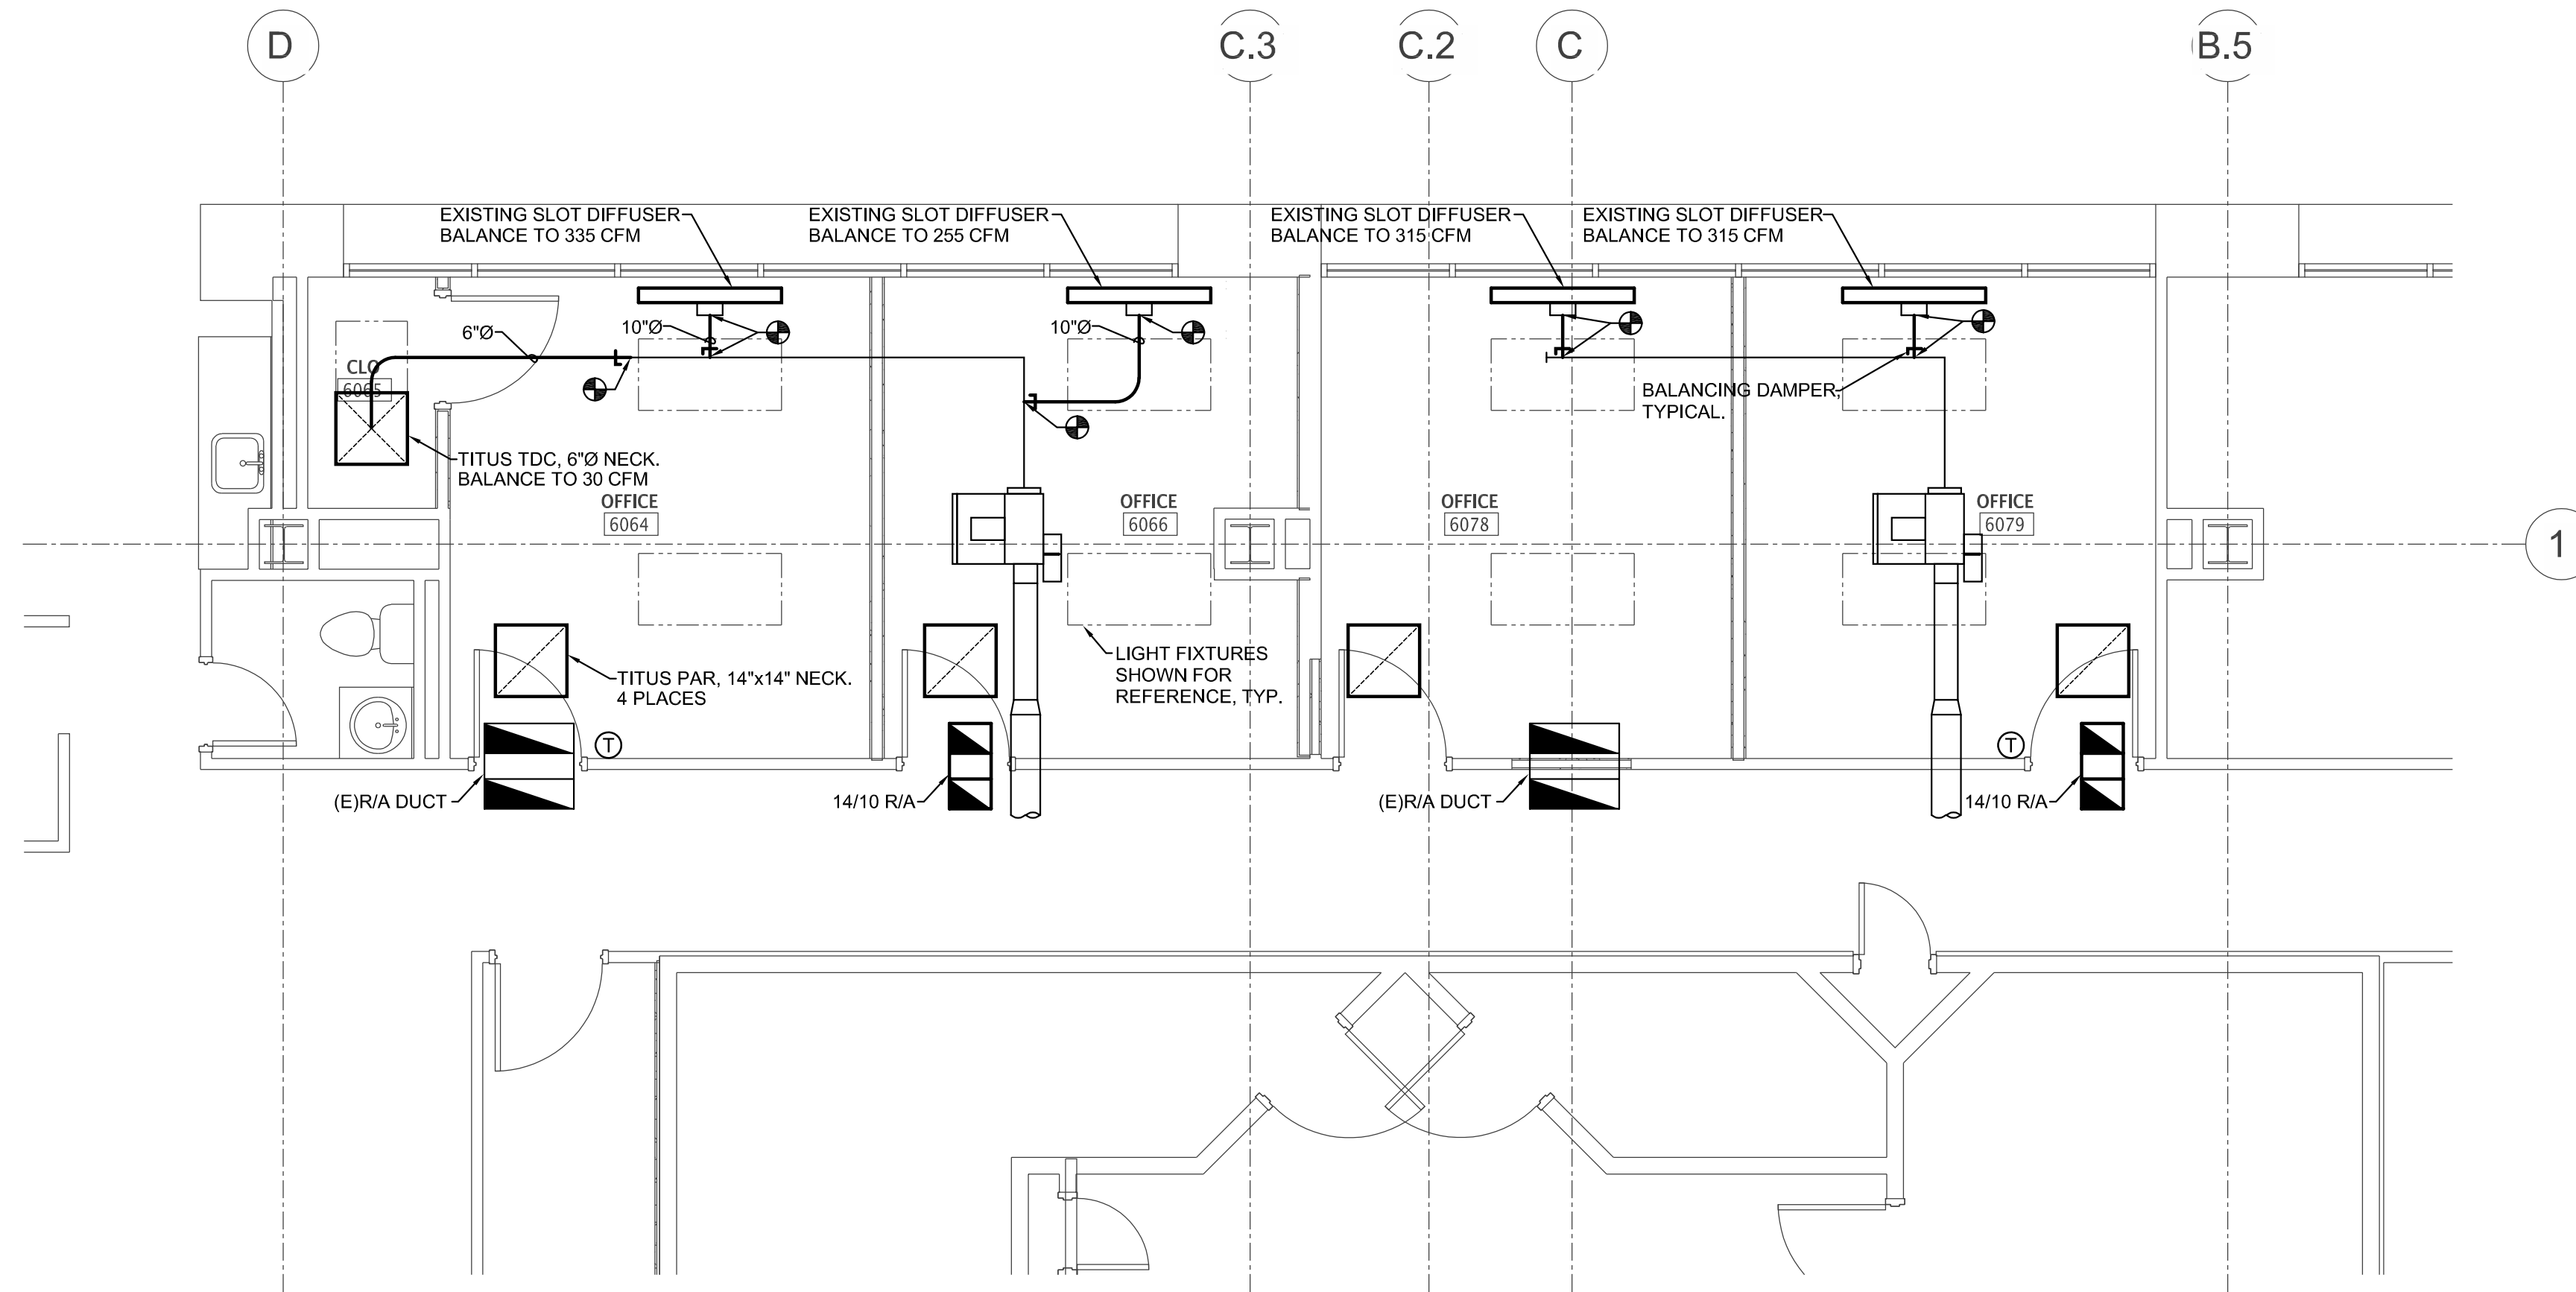 D
C.3
C.2
C
B.5
EXISTING SLOT DIFFUSER
BALANCE TO 335 CFM
EXISTING SLOT DIFFUSER
BALANCE TO 255 CFM
EXISTING SLOT DIFFUSER
BALANCE TO 315 CFM
EXISTING SLOT DIFFUSER
BALANCE TO 315 CFM
6"Ø
10"Ø
10"Ø
CLO
6065
BALANCING DAMPER,
TYPICAL.
TITUS TDC, 6"Ø NECK.
BALANCE TO 30 CFM
OFFICE
6064
OFFICE
6066
OFFICE
6078
OFFICE
6079
1
TITUS PAR, 14"x14" NECK.
4 PLACES
LIGHT FIXTURES
SHOWN FOR
REFERENCE, TYP.
T
T
(E)R/A DUCT
14/10 R/A
(E)R/A DUCT
14/10 R/A